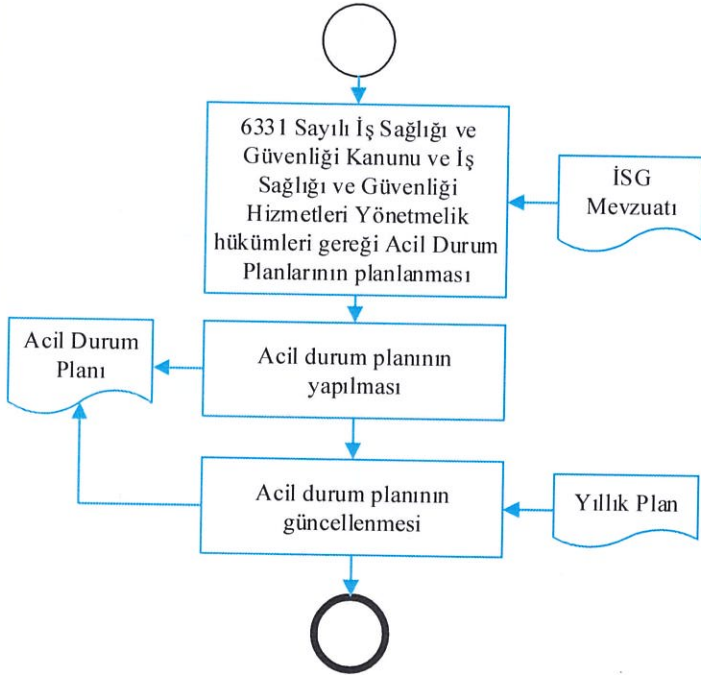 6331 Sayılı İş Sağlığı ve
Güvenliği Kanunu ve İş
Sağlığı ve Güvenliği
Hizmetleri Yönetmelik
hükümleri gereği Acil Durum
Planlarının planlanması
İSG
Mevzuatı
Acil Durum
Planı
Acil durum planının
yapılması
Acil durum planının
güncellenmesi
Yıllık Plan